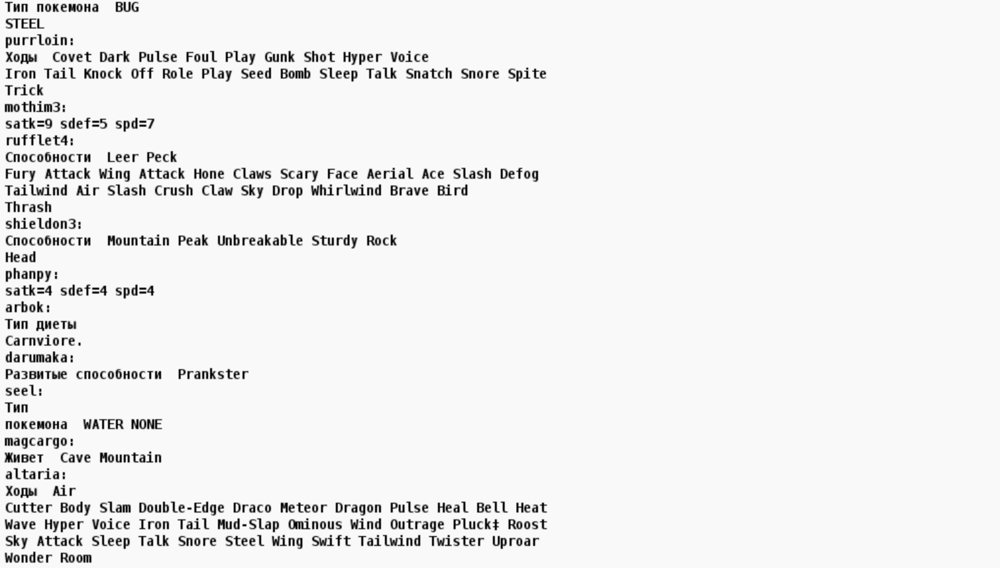 Тип покемона  BUG
STEEL
purrloin:
Ходы  Covet Dark Pulse Foul Play Gunk Shot Hyper Voice
Iron Tail Knock Off Role Play Seed Bomb Sleep Talk Snatch Snore Spite
Trick
mothim3:
satk=9 sdef=5 spd=7
rufflet4:
Способности  Leer Peck
Fury Attack Wing Attack Hone Claws Scary Face Aerial Ace Slash Defog
Tailwind Air Slash Crush Claw Sky Drop Whirlwind Brave Bird
Thrash
shieldon3:
Способности  Mountain Peak Unbreakable Sturdy Rock
Head
phanpy:
satk=4 sdef=4 spd=4
arbok:
Тип диеты
Carnviore.
darumaka:
Развитые способности  Prankster
seel:
Тип
покемона  WATER NONE
magcargo:
Живет  Cave Mountain
altaria:
Ходы  Air
Cutter Body Slam Double-Edge Draco Meteor Dragon Pulse Heal Bell Heat
Wave Hyper Voice Iron Tail Mud-Slap Ominous Wind Outrage Pluck‡ Roost
Sky Attack Sleep Talk Snore Steel Wing Swift Tailwind Twister Uproar
Wonder Room